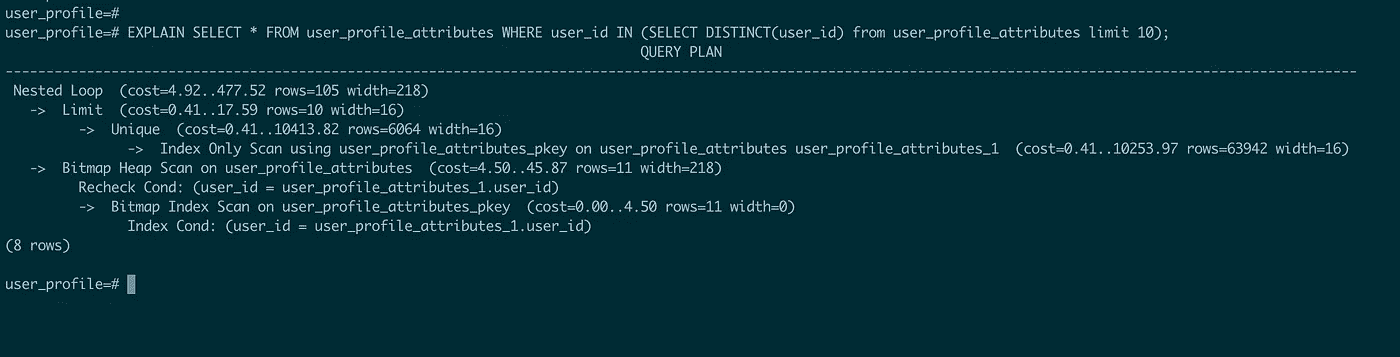 user_profile=#
user_profile=# EXPLAIN SELECT * FROM user_profile_attributes WHERE user_id IN (SELECT DISTINCT(user_id) from user_profile_attributes limit 10);
QUERY PLAN
-----------------------------------------------------------------------------------------------------------------------------------------------------------------------
Nested Loop  (cost=4.92..477.52 rows=105 width=218)
  ->  Limit  (cost=0.41..17.59 rows=10 width=16)
        ->  Unique  (cost=0.41..10413.82 rows=6064 width=16)
              ->  Index Only Scan using user_profile_attributes_pkey on user_profile_attributes user_profile_attributes_1  (cost=0.41..10253.97 rows=63942 width=16)
  ->  Bitmap Heap Scan on user_profile_attributes  (cost=4.50..45.87 rows=11 width=218)
        Recheck Cond: (user_id = user_profile_attributes_1.user_id)
        ->  Bitmap Index Scan on user_profile_attributes_pkey  (cost=0.00..4.50 rows=11 width=0)
              Index Cond: (user_id = user_profile_attributes_1.user_id)
(8 rows)
user_profile=#